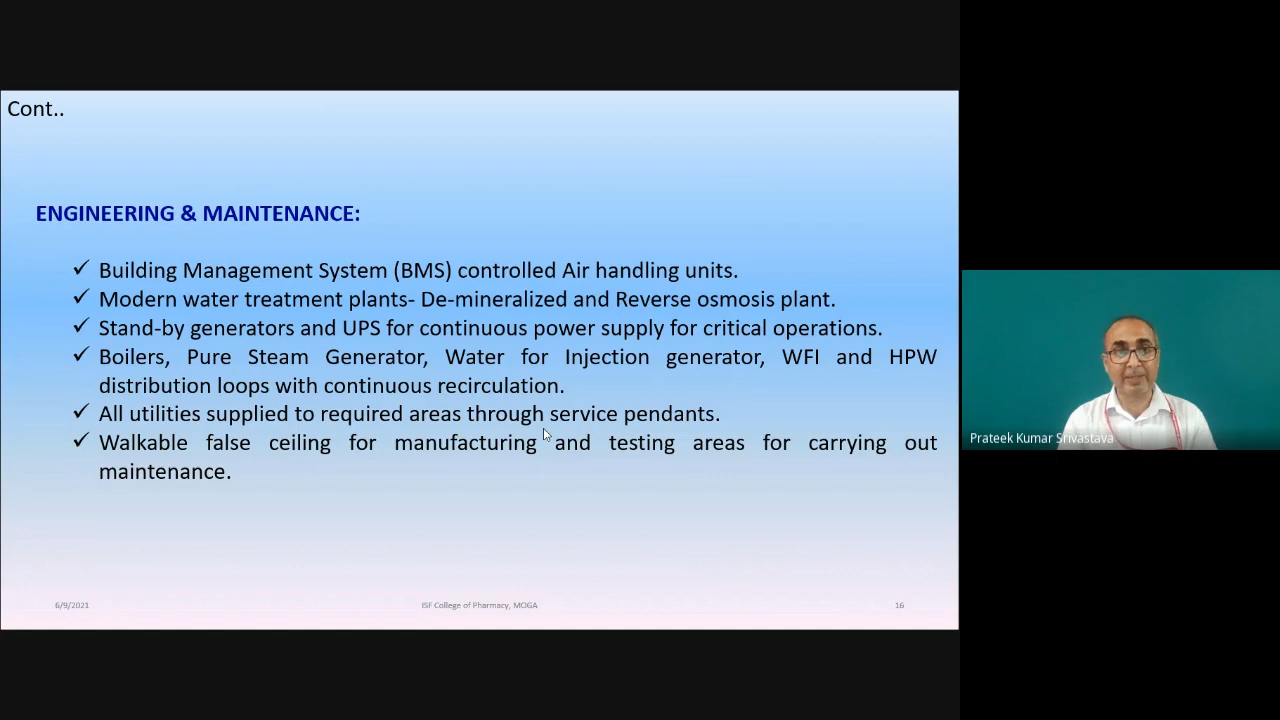 Cont..
ENGINEERING & MAINTENANCE:
✓ Building Management System (BMS) controlled Air handling units.
✓ Modern water treatment plants- De-mineralized and Reverse osmosis plant.
✓ Stand-by generators and UPS for continuous power supply for critical operations.
✓ Boilers, Pure Steam Generator, Water for Injection generator, WFI and HPW
distribution loops with continuous recirculation.
✓ All utilities supplied to required areas through service pendants.
✓ Walkable false ceiling for manufacturing and testing areas for carrying out
maintenance.
6/9/2021
ISF College of Pharmacy, MOGA
16
Prateek Kumar Srivastava